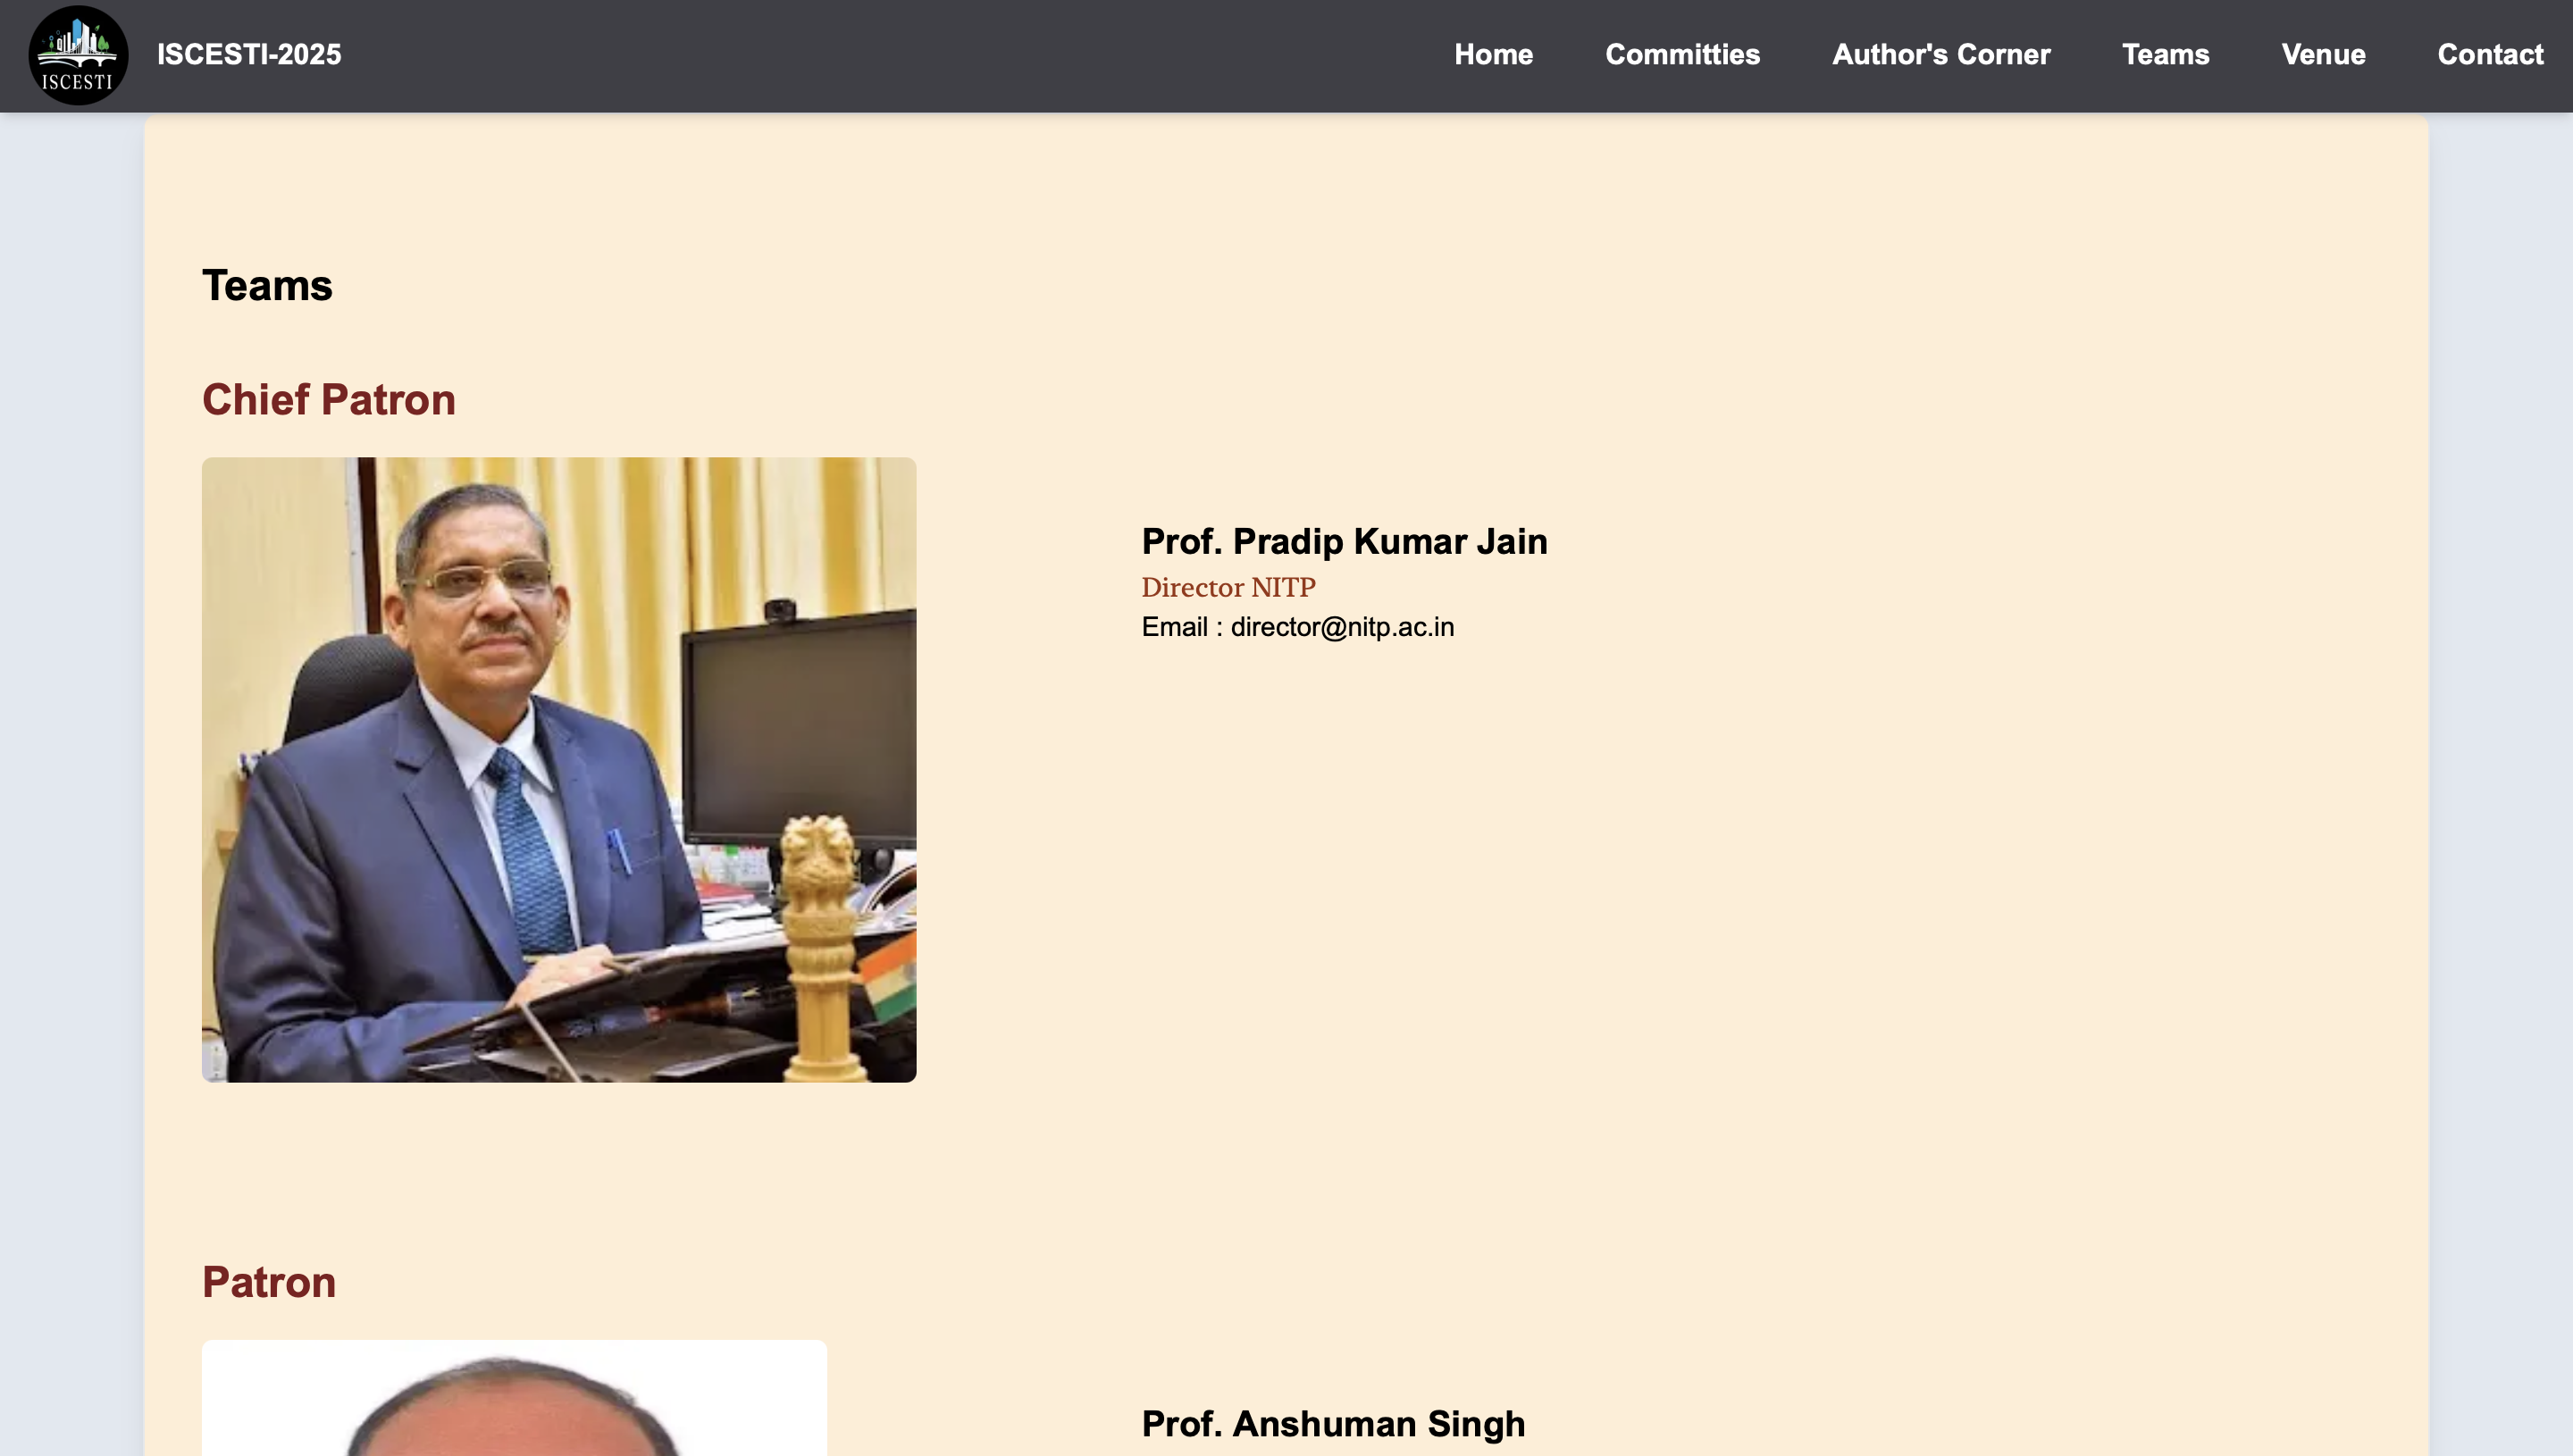 ISCESTI
ISCESTI-2025
Home
Committies
Author's Corner
Teams
Venue
Contact
Teams
Chief Patron
Prof. Pradip Kumar Jain
Director NITP
Email : director@nitp.ac.in
Patron
Prof. Anshuman Singh